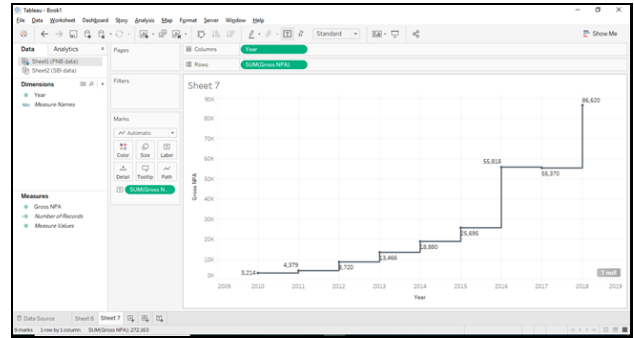 Tableau - Book1
File Data Worksheet Dashboard Story Analysis Map Format Server Window Help
Standard
Show Me
Data Analytics
Pages
Columns Year
Rows SUM(Gross NPA)
Sheet1 (PNB data)
Sheet2 (SBI data)
Filters
Dimensions
Year
Abc Measure Names
Marks
Automatic
Color Size Label
Detail Tooltip Path
SUM(Gross N..
Measures
Gross NPA
Number of Records
Measure Values
Sheet 7
90K
80K
70K
60K
50K
40K
30K
20K
10K
0K
Gross NPA
3,214
4,379
8,720
13,466
18,880
25,695
55,818
55,370
86,620
1 null
2009 2010 2011 2012 2013 2014 2015 2016 2017 2018 2019
Year
Data Source Sheet 6 Sheet 7
9 marks 1 row by 1 column SUM(Gross NPA): 272,163